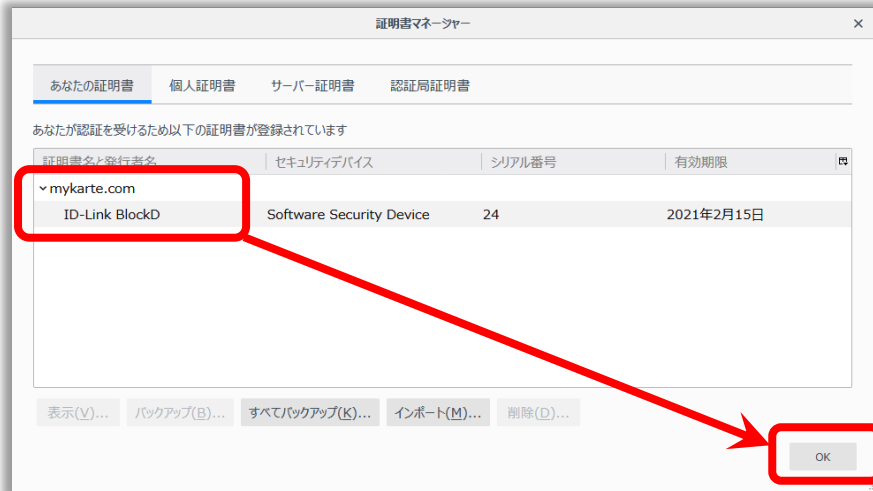 証明書マネージャー
あなたの証明書 個人証明書 サーバー証明書 認証局証明書
あなたが認証を受けるため以下の証明書が登録されています
証明書名と発行者名 セキュリティデバイス シリアル番号 有効期限
mykarte.com
ID-Link BlockD Software Security Device 24 2021年2月15日
表示(V)... バックアップ(B)... すべてバックアップ(K)... インポート(M)... 削除(D)...
OK